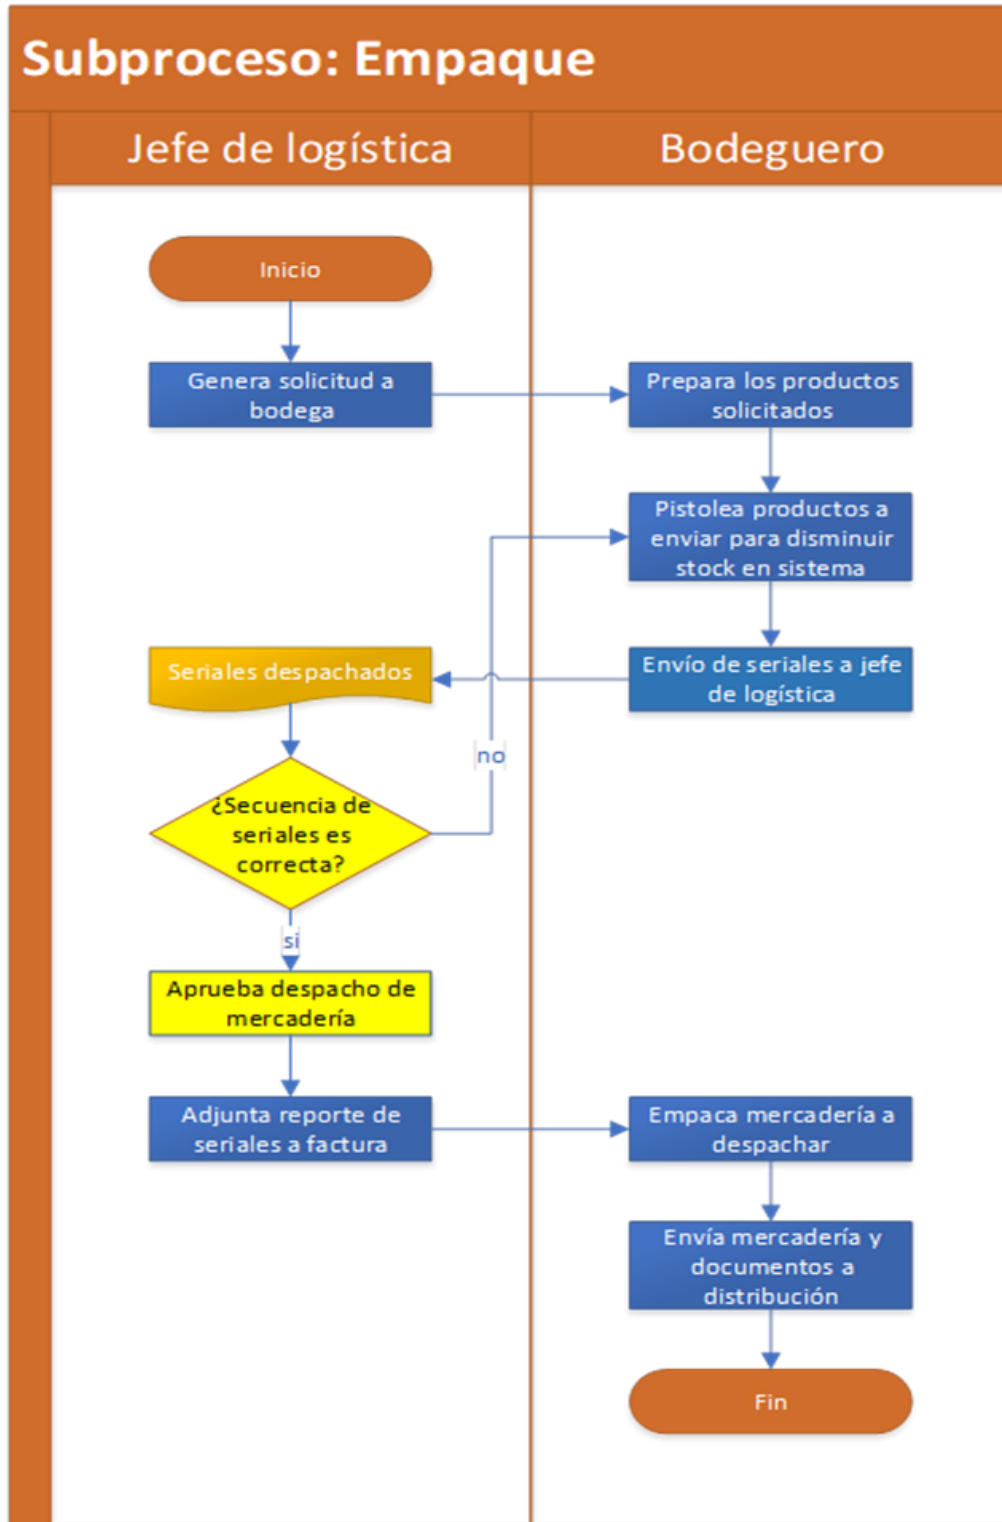 Subproceso: Empaque
Jefe de logística
Bodeguero
Inicio
Genera solicitud a
bodega
Prepara los productos
solicitados
Pistolea productos a
enviar para disminuir
stock en sistema
Envío de seriales a jefe
de logística
Seriales despachados
no
¿Secuencia de
seriales es
correcta?
si
Aprueba despacho de
mercadería
Adjunta reporte de
seriales a factura
Empaca mercadería a
despachar
Envía mercadería y
documentos a
distribución
Fin